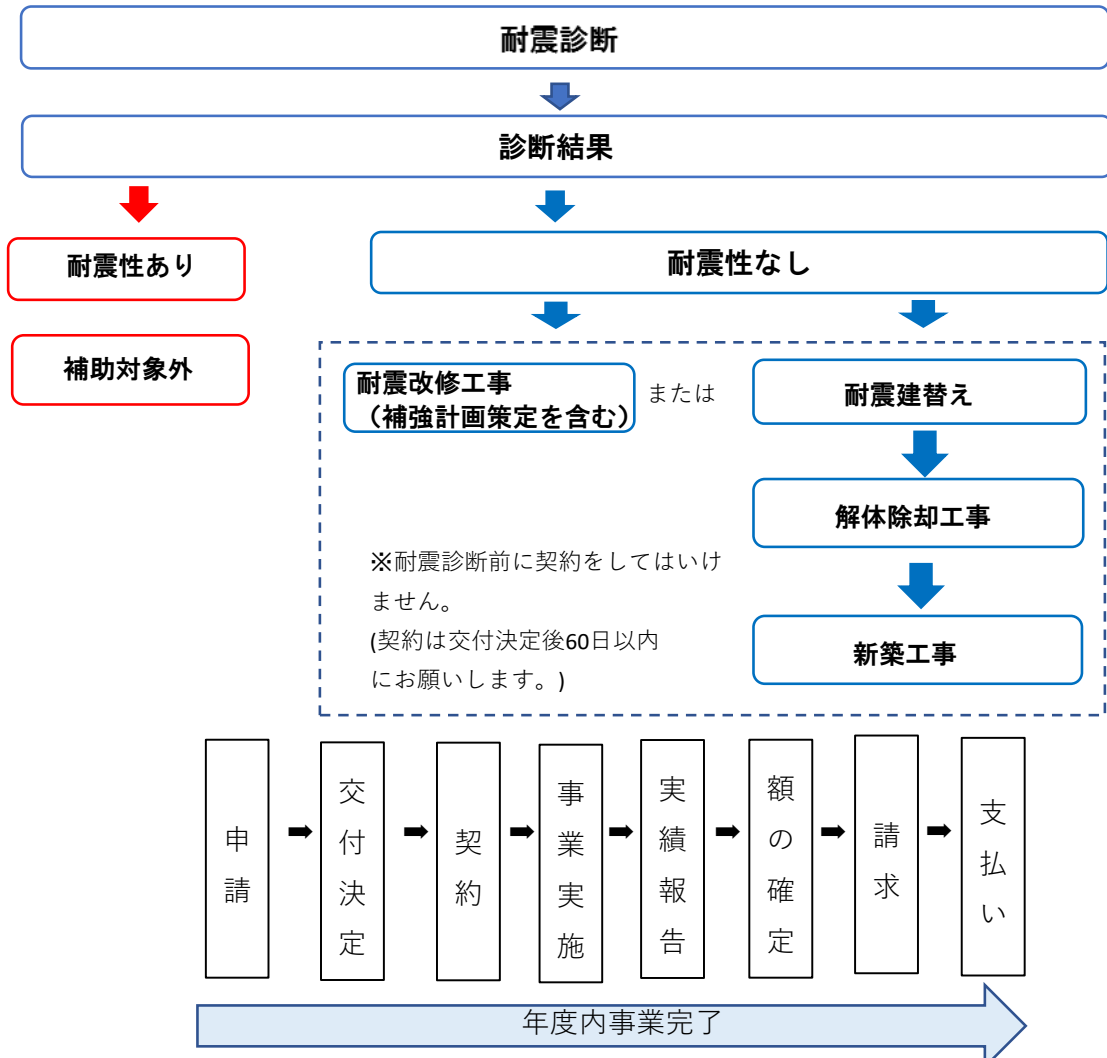 耐震診断
診断結果
耐震性あり
耐震性なし
補助対象外
耐震改修工事
（補強計画策定を含む）
または
耐震建替え
解体除却工事
新築工事
※耐震診断前に契約をしてはいけ
ません。
(契約は交付決定後60日以内
にお願いします。)
申請
交付決定
契約
事業実施
実績報告
額の確定
請求
支払い
年度内事業完了